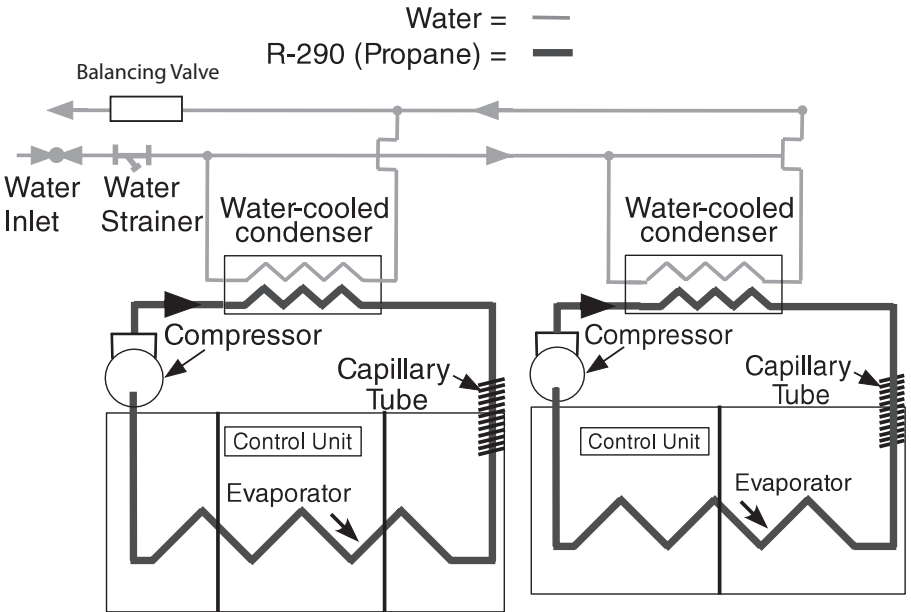 Water =
R-290 (Propane) =
Balancing Valve
Water
Inlet
Water
Strainer
Water-cooled
condenser
Water-cooled
condenser
Compressor
Capillary
Tube
Control Unit
Evaporator
Compressor
Capillary
Tube
Control Unit
Evaporator